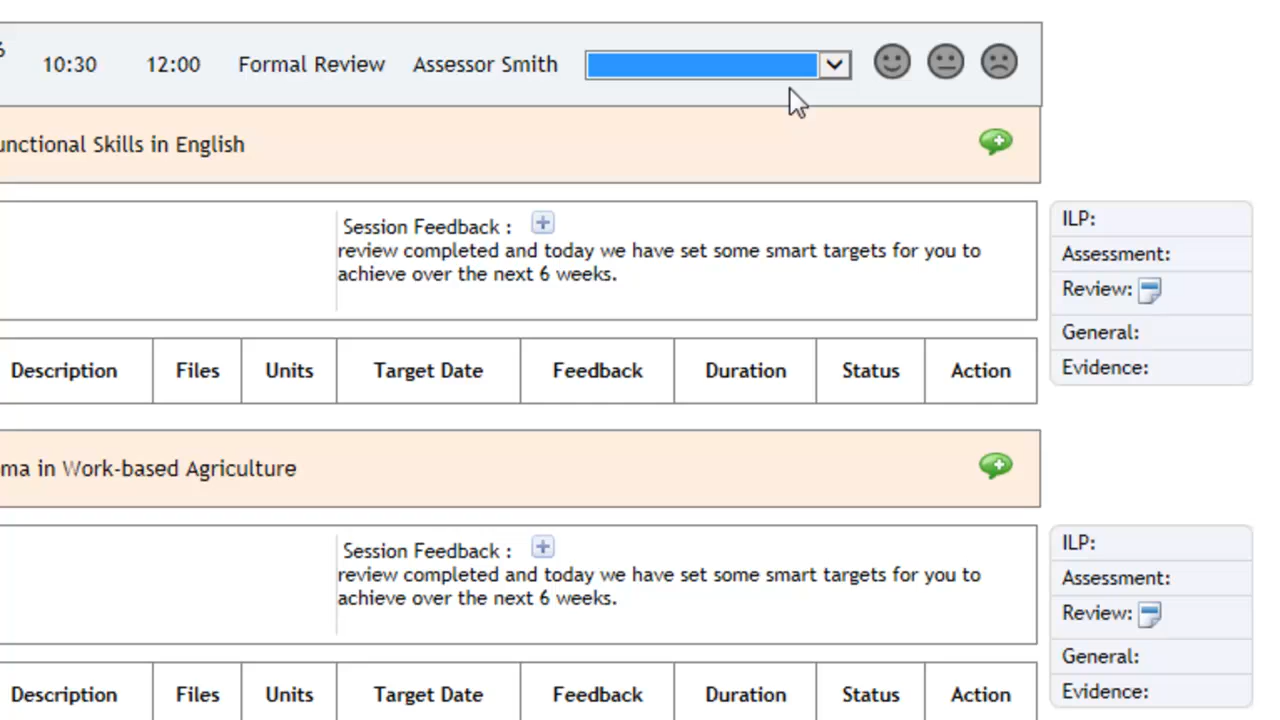 10:30 12:00 Formal Review Assessor Smith
unctional Skills in English
Session Feedback :
review completed and today we have set some smart targets for you to
achieve over the next 6 weeks.
ILP:
Assessment:
Review:
General:
Evidence:
Description Files Units Target Date Feedback Duration Status Action
ma in Work-based Agriculture
Session Feedback :
review completed and today we have set some smart targets for you to
achieve over the next 6 weeks.
ILP:
Assessment:
Review:
General:
Evidence:
Description Files Units Target Date Feedback Duration Status Action